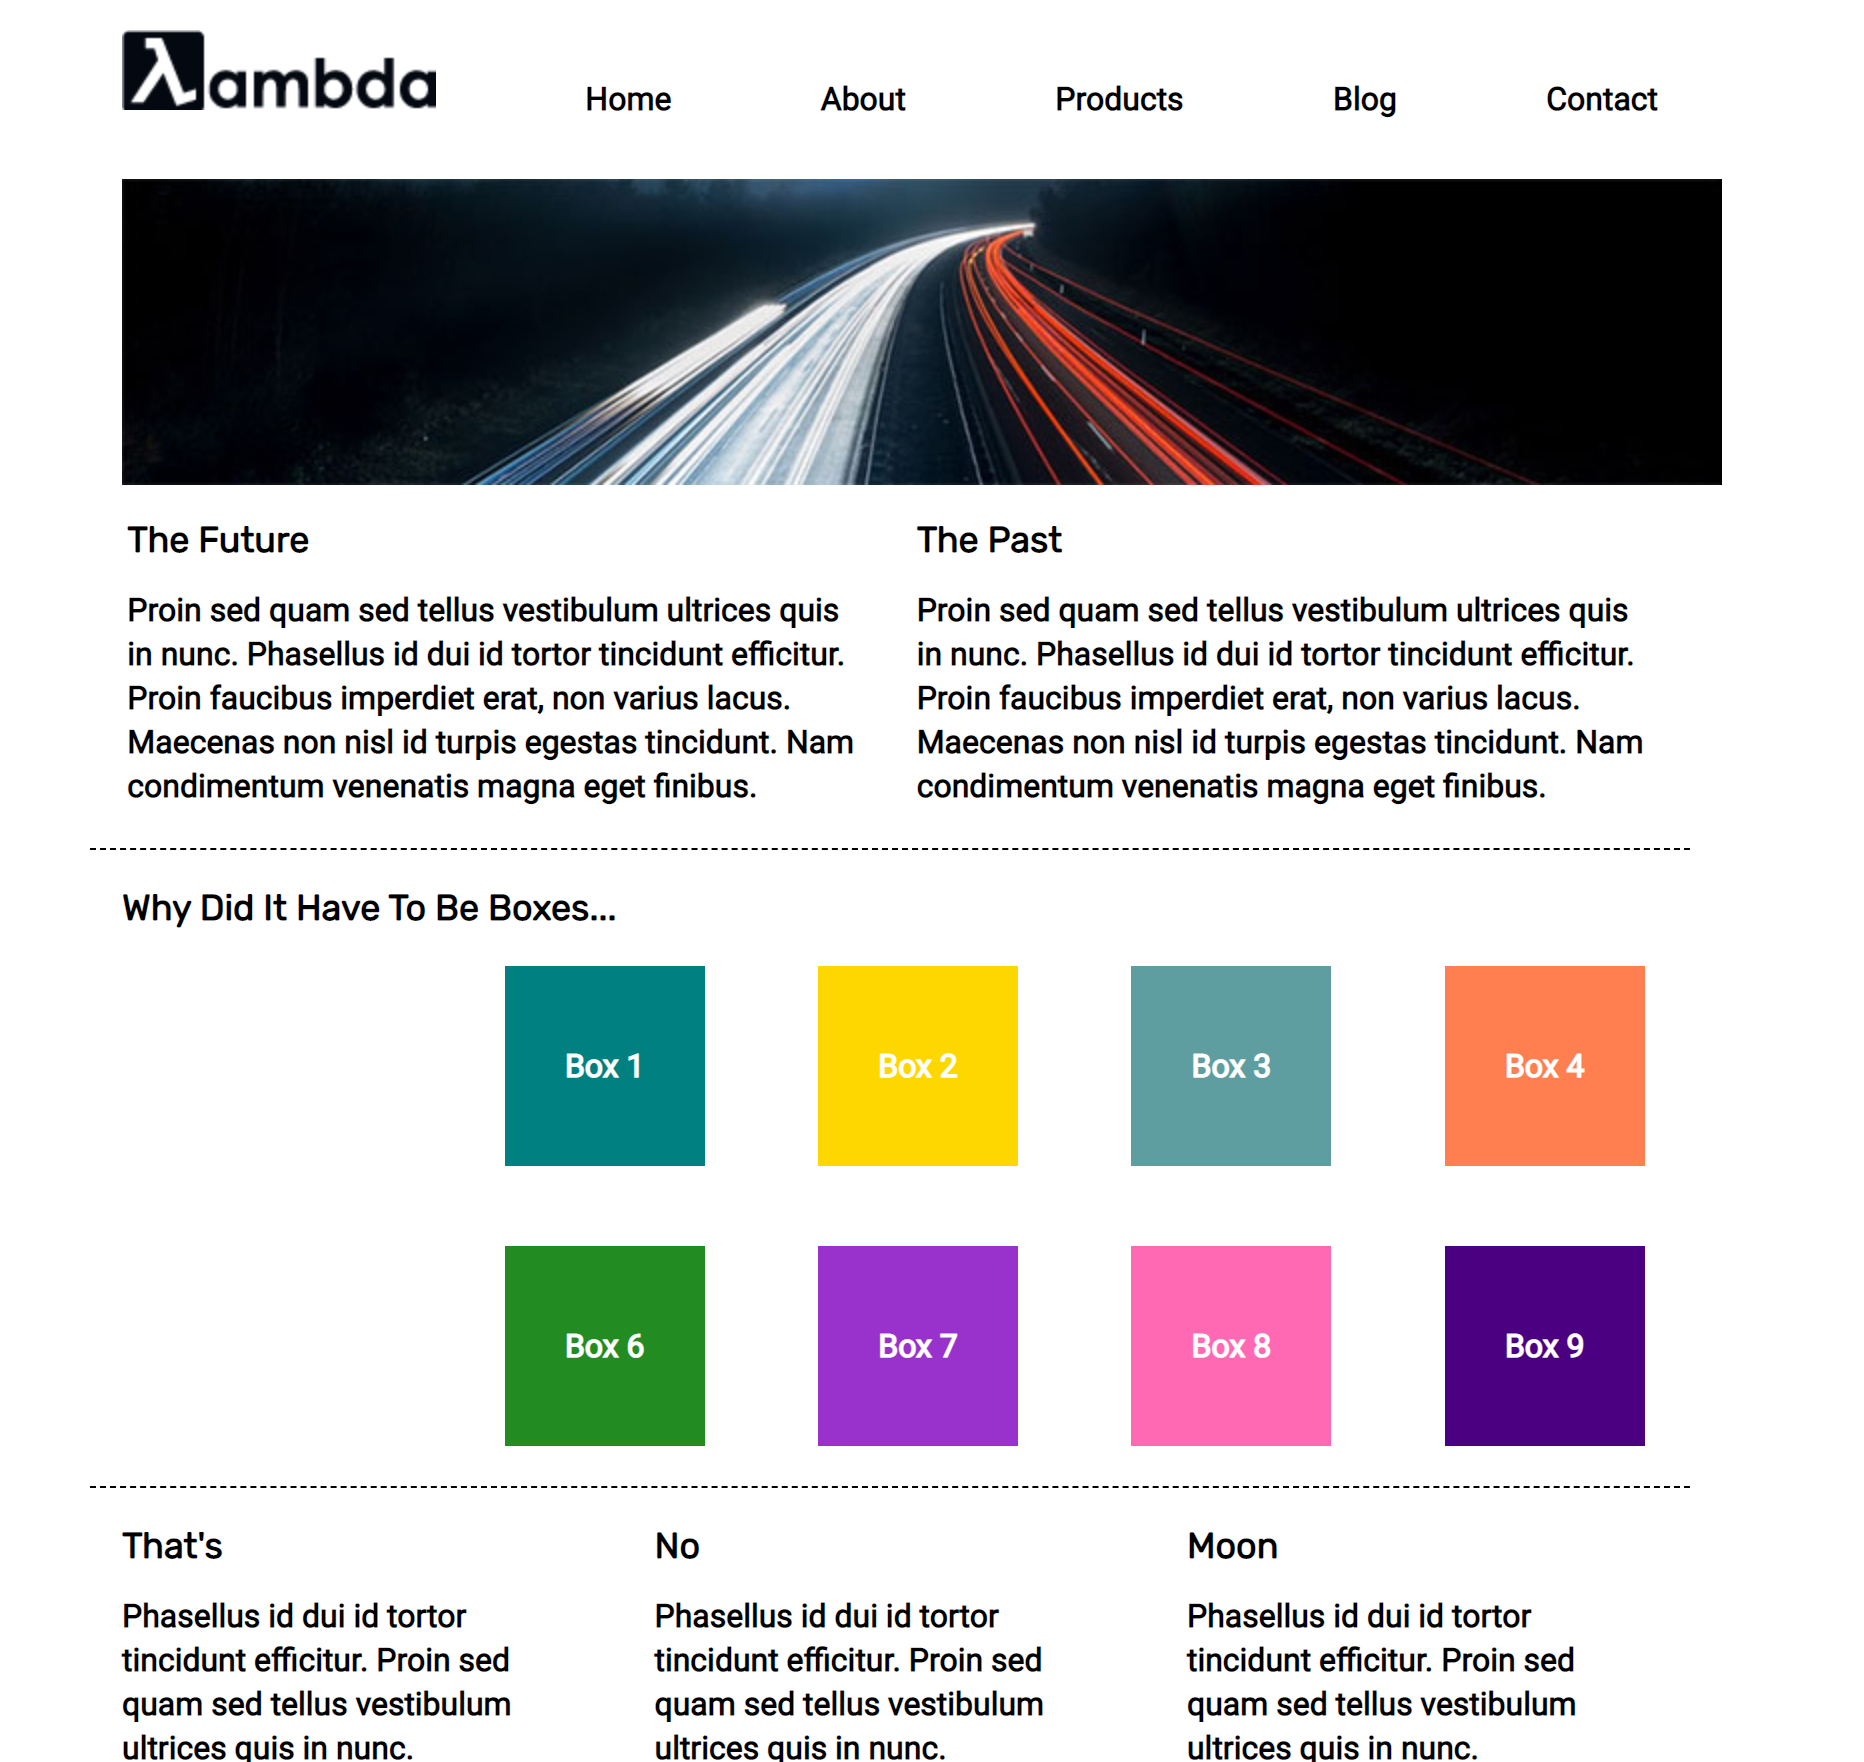 λambda
Home About Products Blog Contact
The Future
Proin sed quam sed tellus vestibulum ultrices quis
in nunc. Phasellus id dui id tortor tincidunt efficitur.
Proin faucibus imperdiet erat, non varius lacus.
Maecenas non nisl id turpis egestas tincidunt. Nam
condimentum venenatis magna eget finibus.
The Past
Proin sed quam sed tellus vestibulum ultrices quis
in nunc. Phasellus id dui id tortor tincidunt efficitur.
Proin faucibus imperdiet erat, non varius lacus.
Maecenas non nisl id turpis egestas tincidunt. Nam
condimentum venenatis magna eget finibus.
Why Did It Have To Be Boxes...
Box 1 Box 2 Box 3 Box 4
Box 6 Box 7 Box 8 Box 9
That's
Phasellus id dui id tortor
tincidunt efficitur. Proin sed
quam sed tellus vestibulum
ultrices quis in nunc.
No
Phasellus id dui id tortor
tincidunt efficitur. Proin sed
quam sed tellus vestibulum
ultrices quis in nunc.
Moon
Phasellus id dui id tortor
tincidunt efficitur. Proin sed
quam sed tellus vestibulum
ultrices quis in nunc.